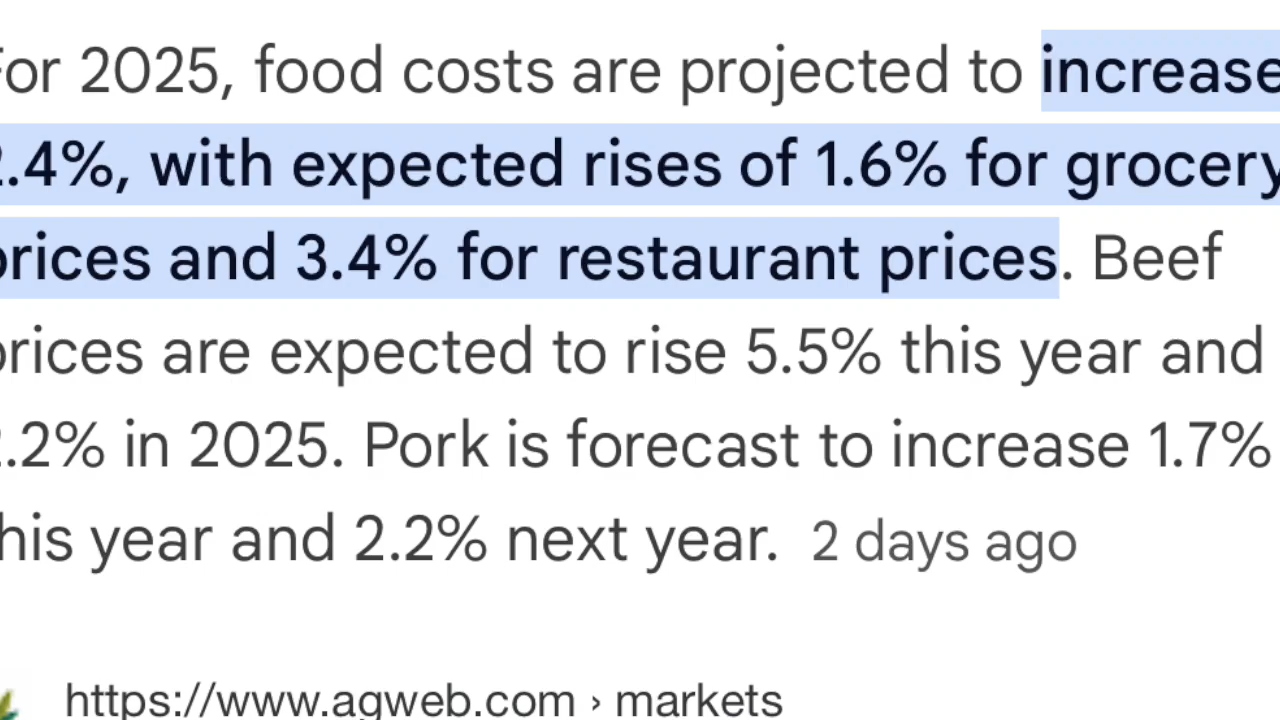 For 2025, food costs are projected to increase
2.4%, with expected rises of 1.6% for grocery
prices and 3.4% for restaurant prices. Beef
prices are expected to rise 5.5% this year and
2.2% in 2025. Pork is forecast to increase 1.7%
this year and 2.2% next year. 2 days ago
https://www.agweb.com › markets